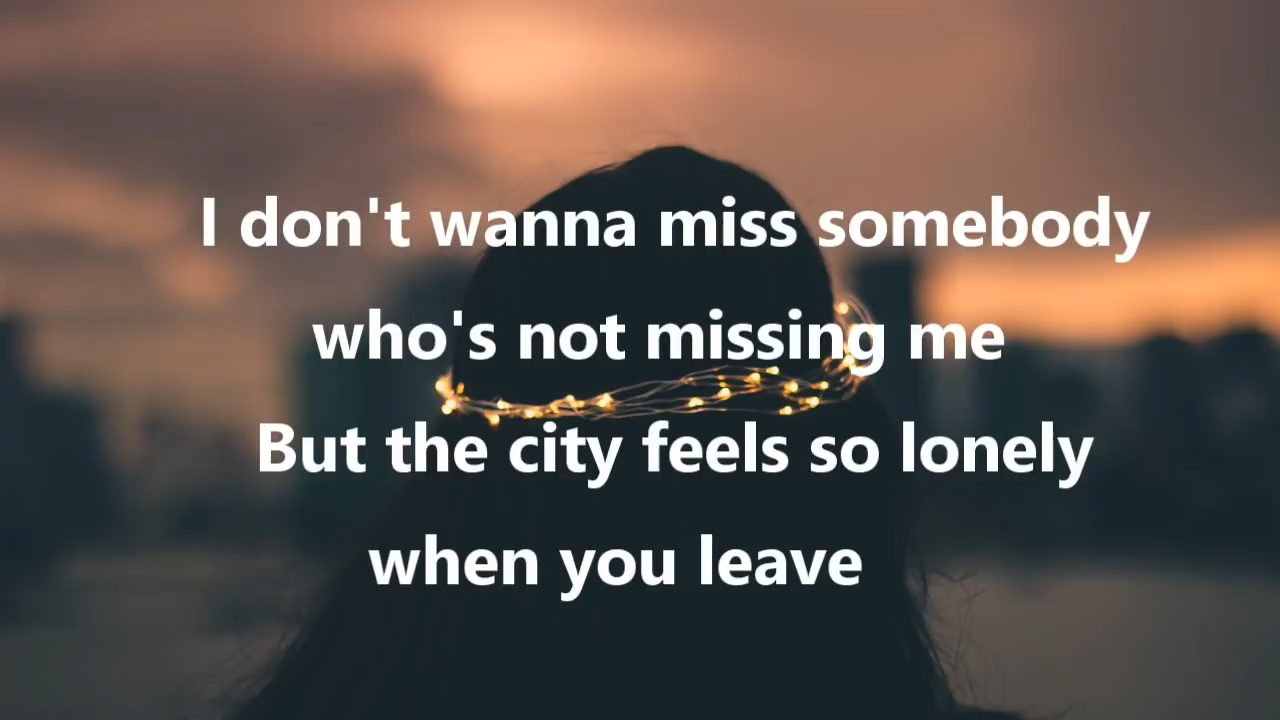 I don't wanna miss somebody
who's not missing me
But the city feels so lonely
when you leave